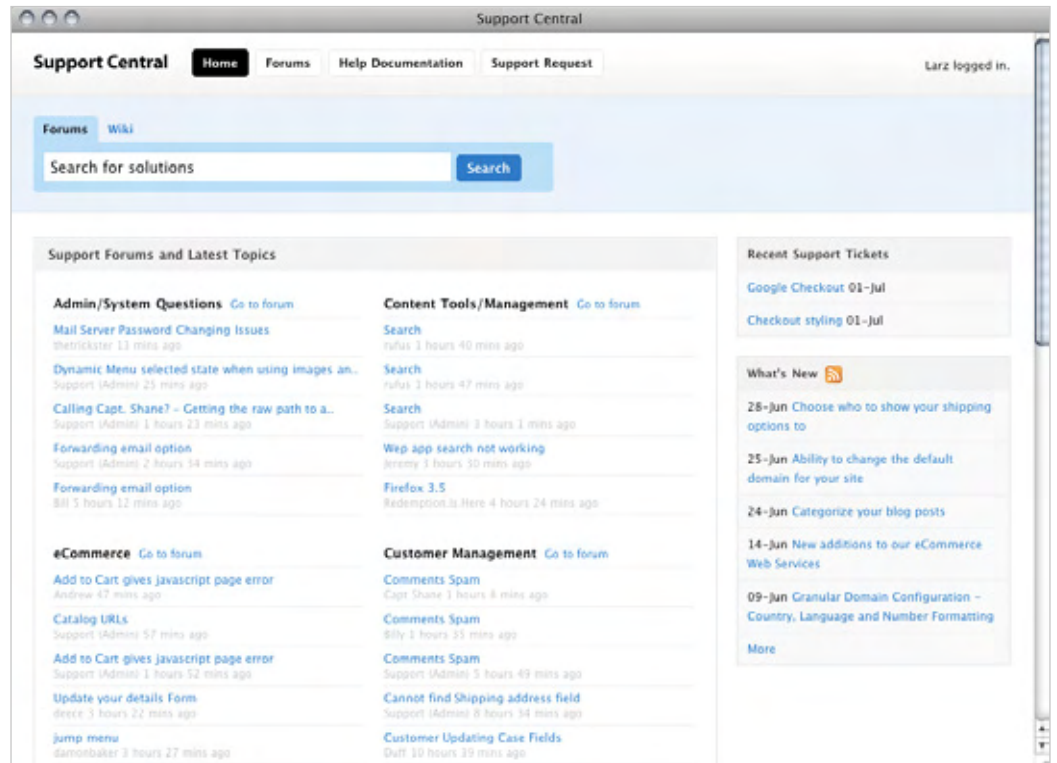 Support Central
Support Central
Home
Forums
Help Documentation
Support Request
Larz logged in.
Forums
Wiki
Search for solutions
Search
Support Forums and Latest Topics
Admin/System Questions Go to forum
Mail Server Password Changing Issues
thetrickster 13 mins ago
Dynamic Menu selected state when using images an..
Support (Admin) 25 mins ago
Calling Capt. Shane? - Getting the raw path to a..
Support (Admin) 1 hours 23 mins ago
Forwarding email option
Support (Admin) 2 hours 54 mins ago
Forwarding email option
Bill 5 hours 12 mins ago
Content Tools/Management Go to forum
Search
rufus 1 hours 40 mins ago
Search
rufus 1 hours 47 mins ago
Search
Support (Admin) 3 hours 1 mins ago
Wep app search not working
Jeremy 3 hours 50 mins ago
Firefox 3.5
Redemption.Is.Here 4 hours 24 mins ago
eCommerce Go to forum
Add to Cart gives javascript page error
Andrew 47 mins ago
Catalog URLs
Support (Admin) 57 mins ago
Add to Cart gives javascript page error
Support (Admin) 1 hours 52 mins ago
Update your details Form
deece 3 hours 22 mins ago
jump menu
damonbaker 3 hours 27 mins ago
Customer Management Go to forum
Comments Spam
Capt Shane 1 hours 8 mins ago
Comments Spam
Billy 1 hours 35 mins ago
Comments Spam
Support (Admin) 5 hours 49 mins ago
Cannot find Shipping address field
Support (Admin) 8 hours 34 mins ago
Customer Updating Case Fields
Duff 10 hours 39 mins ago
Recent Support Tickets
Google Checkout 01-Jul
Checkout styling 01-Jul
What's New
28-Jun Choose who to show your shipping
options to
25-Jun Ability to change the default
domain for your site
24-Jun Categorize your blog posts
14-Jun New additions to our eCommerce
Web Services
09-Jun Granular Domain Configuration -
Country, Language and Number Formatting
More